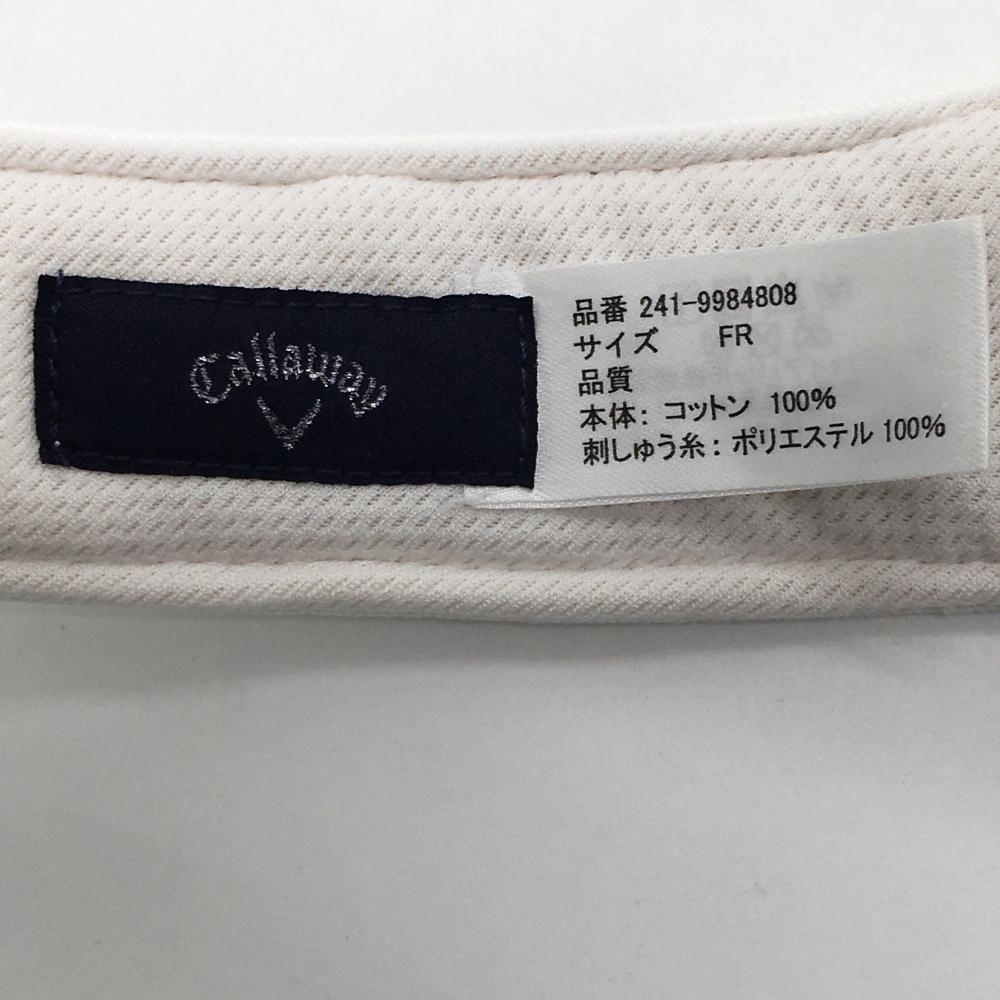 Callaway
品番 241-9984808
サイズ FR
品質
本体: コットン 100%
刺しゅう糸: ポリエステル 100%